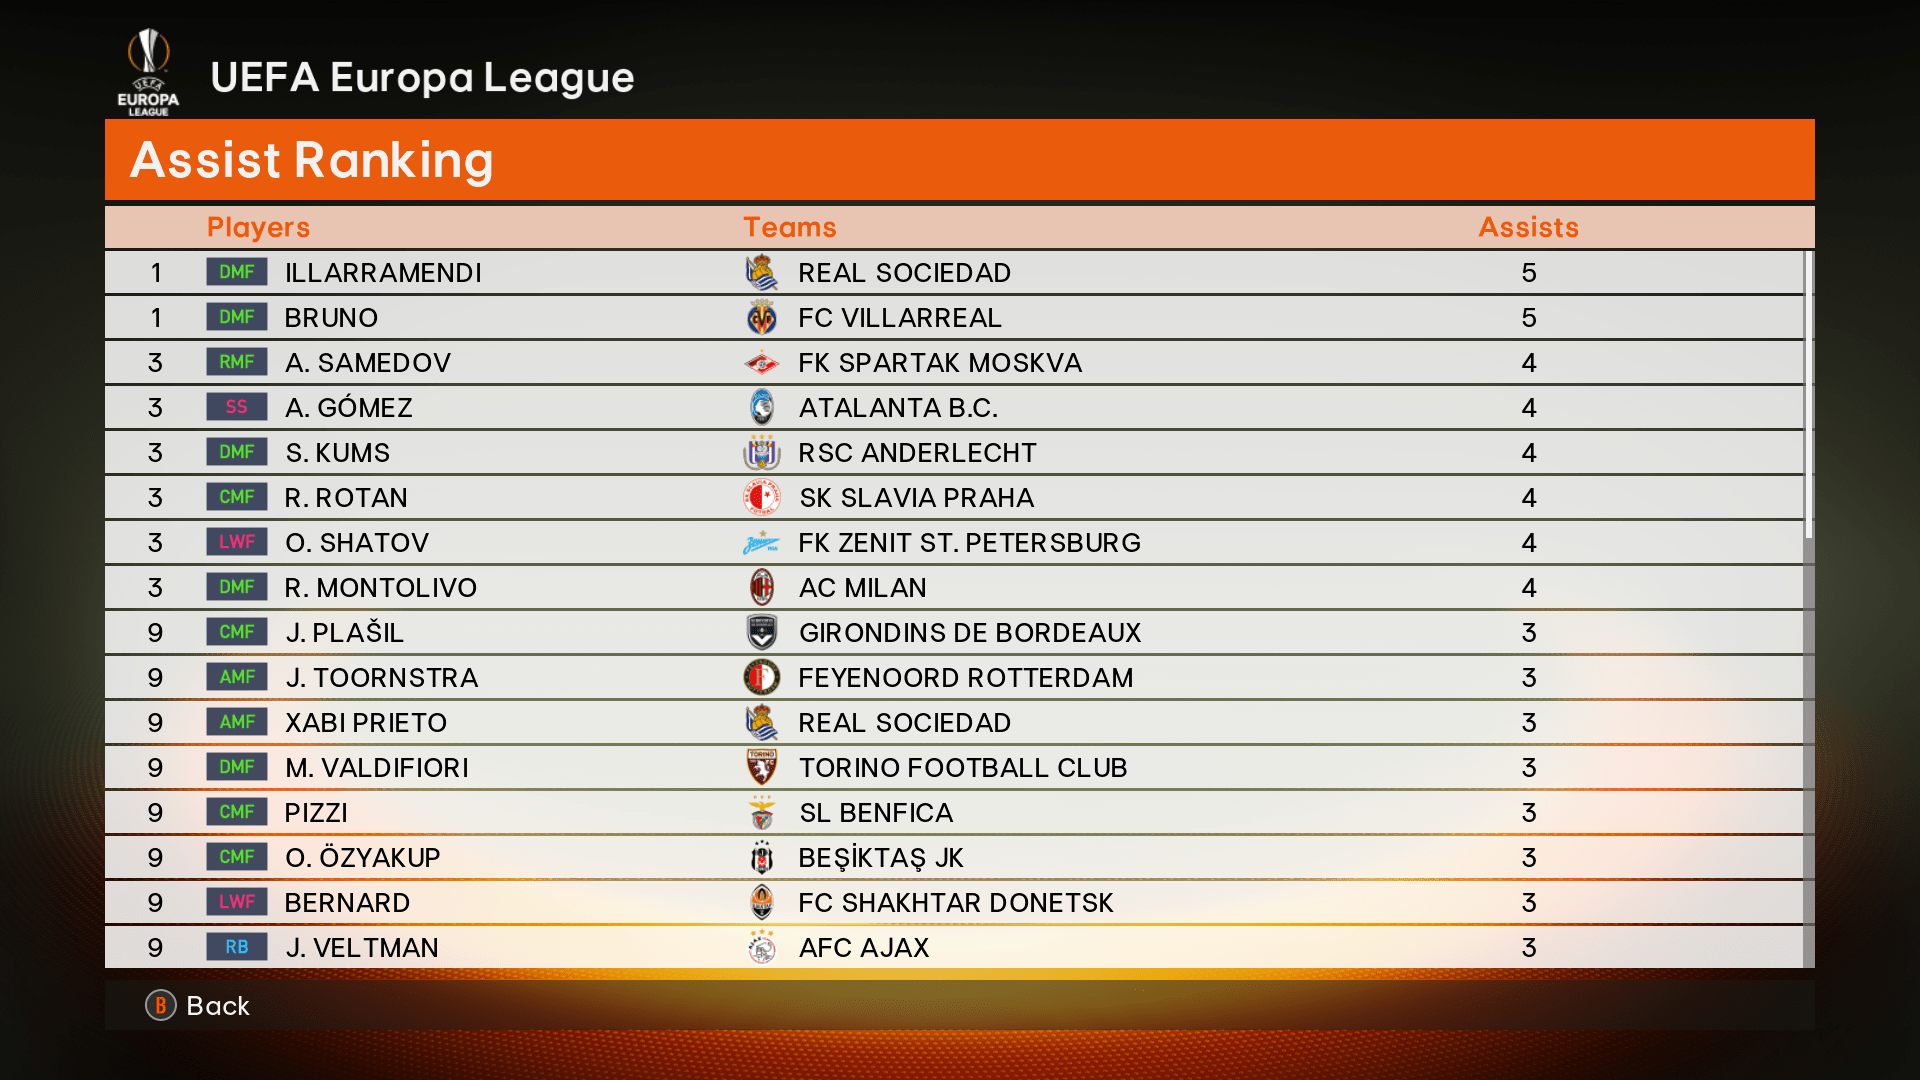 UEFA
EUROPA
LEAGUE
UEFA Europa League
Assist Ranking
Players Teams Assists
1 DMF ILLARRAMENDI REAL SOCIEDAD 5
1 DMF BRUNO FC VILLARREAL 5
3 RMF A. SAMEDOV FK SPARTAK MOSKVA 4
3 SS A. GÓMEZ ATALANTA B.C. 4
3 DMF S. KUMS RSC ANDERLECHT 4
3 CMF R. ROTAN SK SLAVIA PRAHA 4
3 LWF O. SHATOV FK ZENIT ST. PETERSBURG 4
3 DMF R. MONTOLIVO AC MILAN 4
9 CMF J. PLAŠIL GIRONDINS DE BORDEAUX 3
9 AMF J. TOORNSTRA FEYENOORD ROTTERDAM 3
9 AMF XABI PRIETO REAL SOCIEDAD 3
9 DMF M. VALDIFIORI TORINO FOOTBALL CLUB 3
9 CMF PIZZI SL BENFICA 3
9 CMF O. ÖZYAKUP BEŞİKTAŞ JK 3
9 LWF BERNARD FC SHAKHTAR DONETSK 3
9 RB J. VELTMAN AFC AJAX 3
B Back